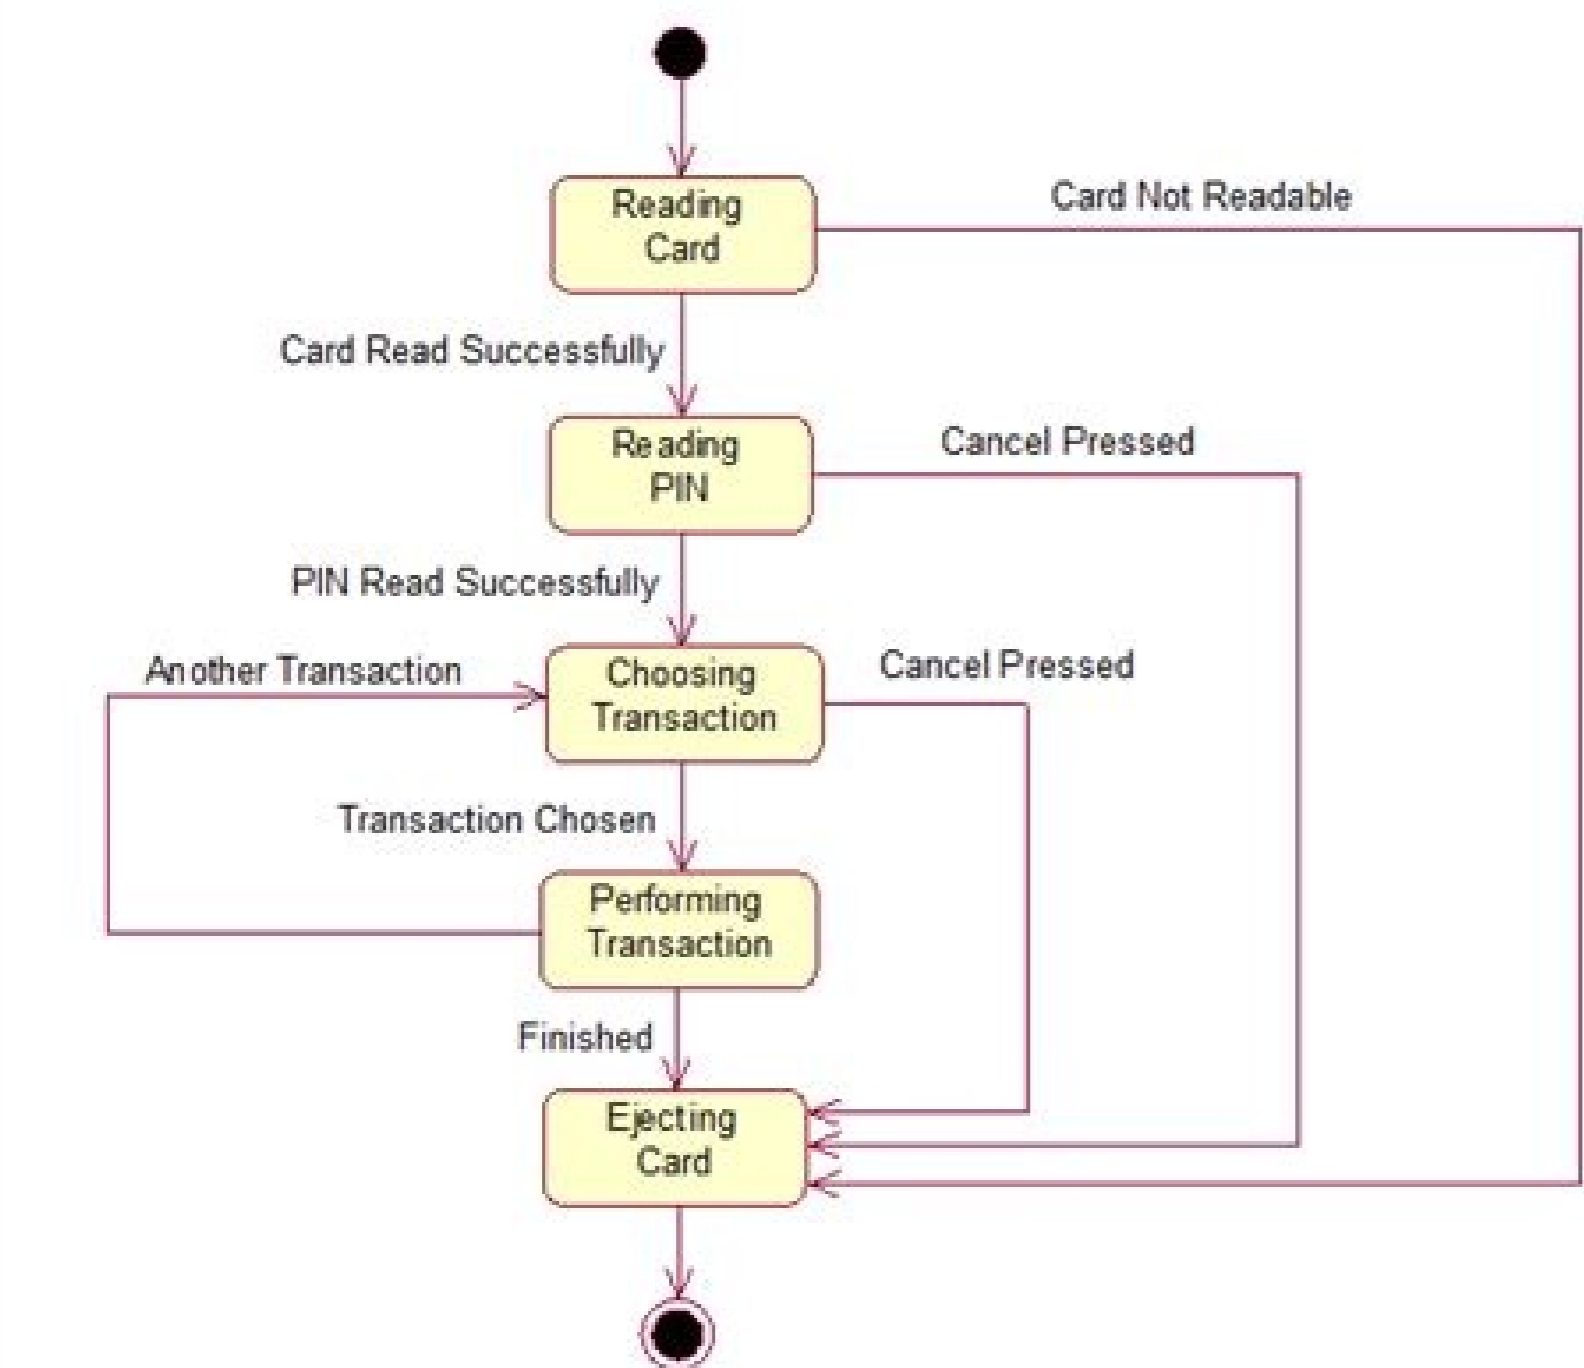 Reading
Card
Card Not Readable
Card Read Successfully
Reading
PIN
Cancel Pressed
PIN Read Successfully
Another Transaction
Choosing
Transaction
Cancel Pressed
Transaction Chosen
Performing
Transaction
Finished
Ejecting
Card